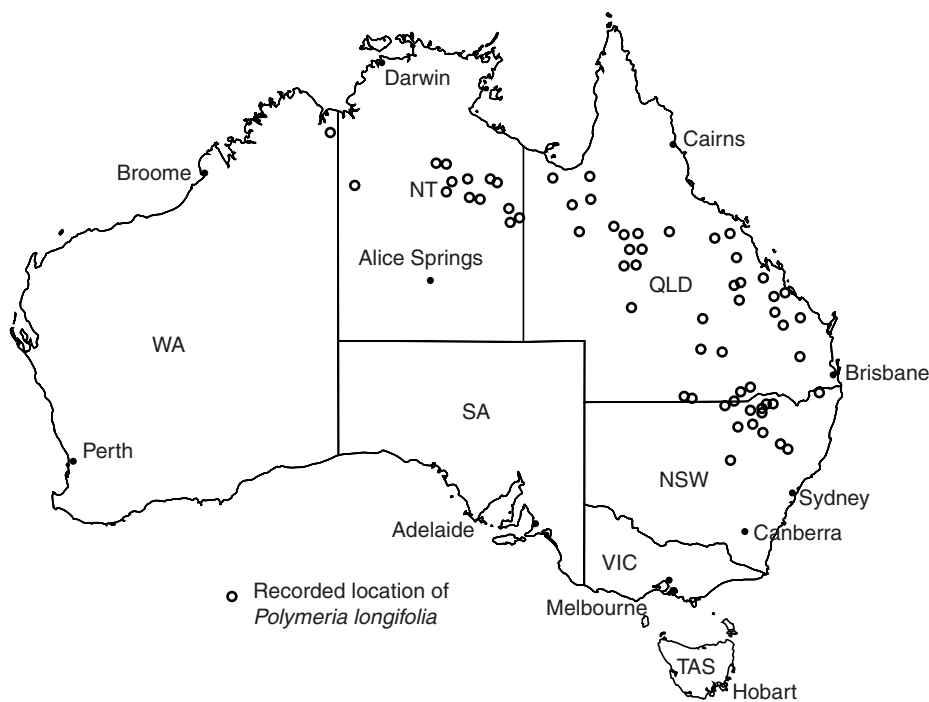 Darwin
Cairns
Broome
NT
Alice Springs
QLD
WA
Brisbane
SA
Perth
NSW
Sydney
Adelaide
Canberra
VIC
Recorded location of
Polymeria longifolia
Melbourne
TAS
Hobart